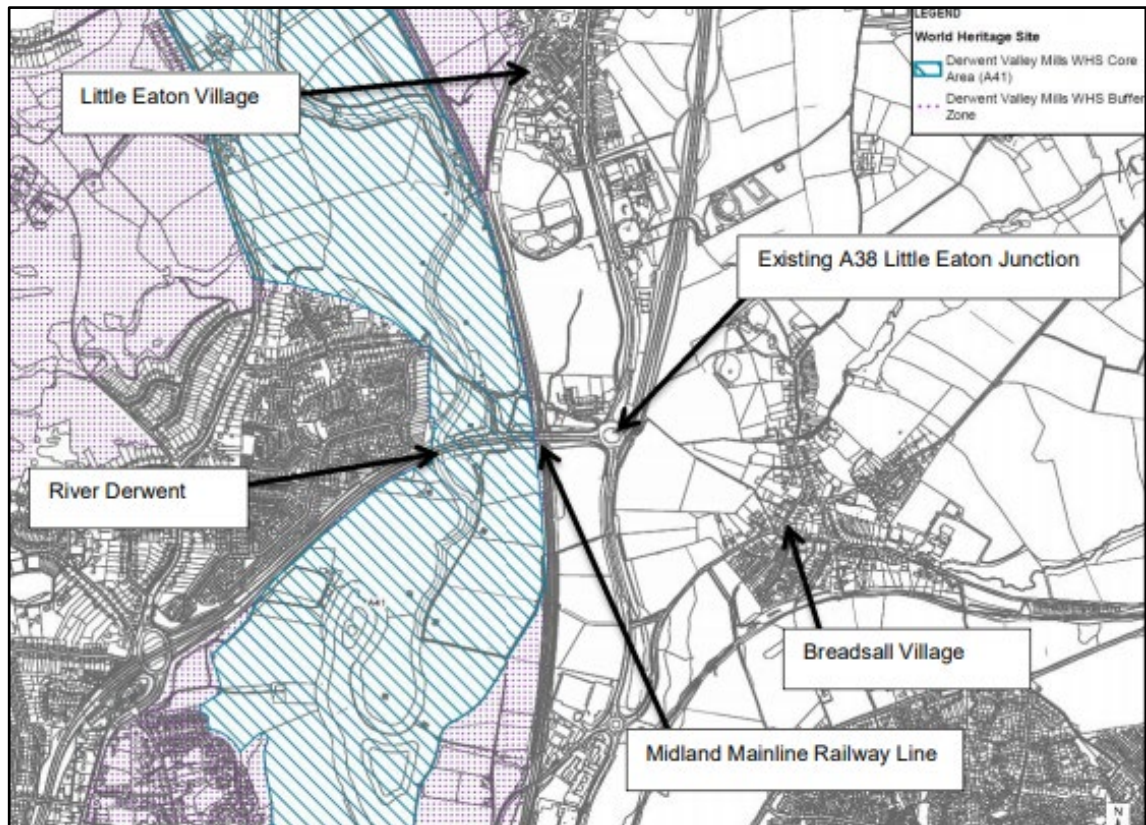 LEGEND
World Heritage Site
Derwent Valley Mills WHS Core
Area (A41)
Derwent Valley Mills WHS Buffer
Zone
Little Eaton Village
Existing A38 Little Eaton Junction
River Derwent
A41
Breadsall Village
Midland Mainline Railway Line
N